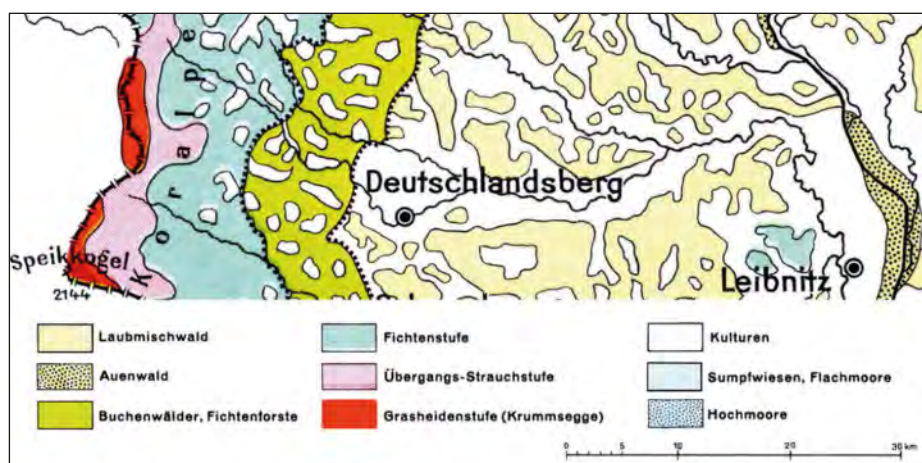 Koralpe
Deutschlandsberg
Speikkogel
2144
Leibnitz
Laubmischwald
Fichtenstufe
Kulturen
Auenwald
Übergangs-Strauchstufe
Sumpfwiesen, Flachmoore
Buchenwälder, Fichtenforste
Grasheidenstufe (Krummsegge)
Hochmoore
0 5 10 20 30 km